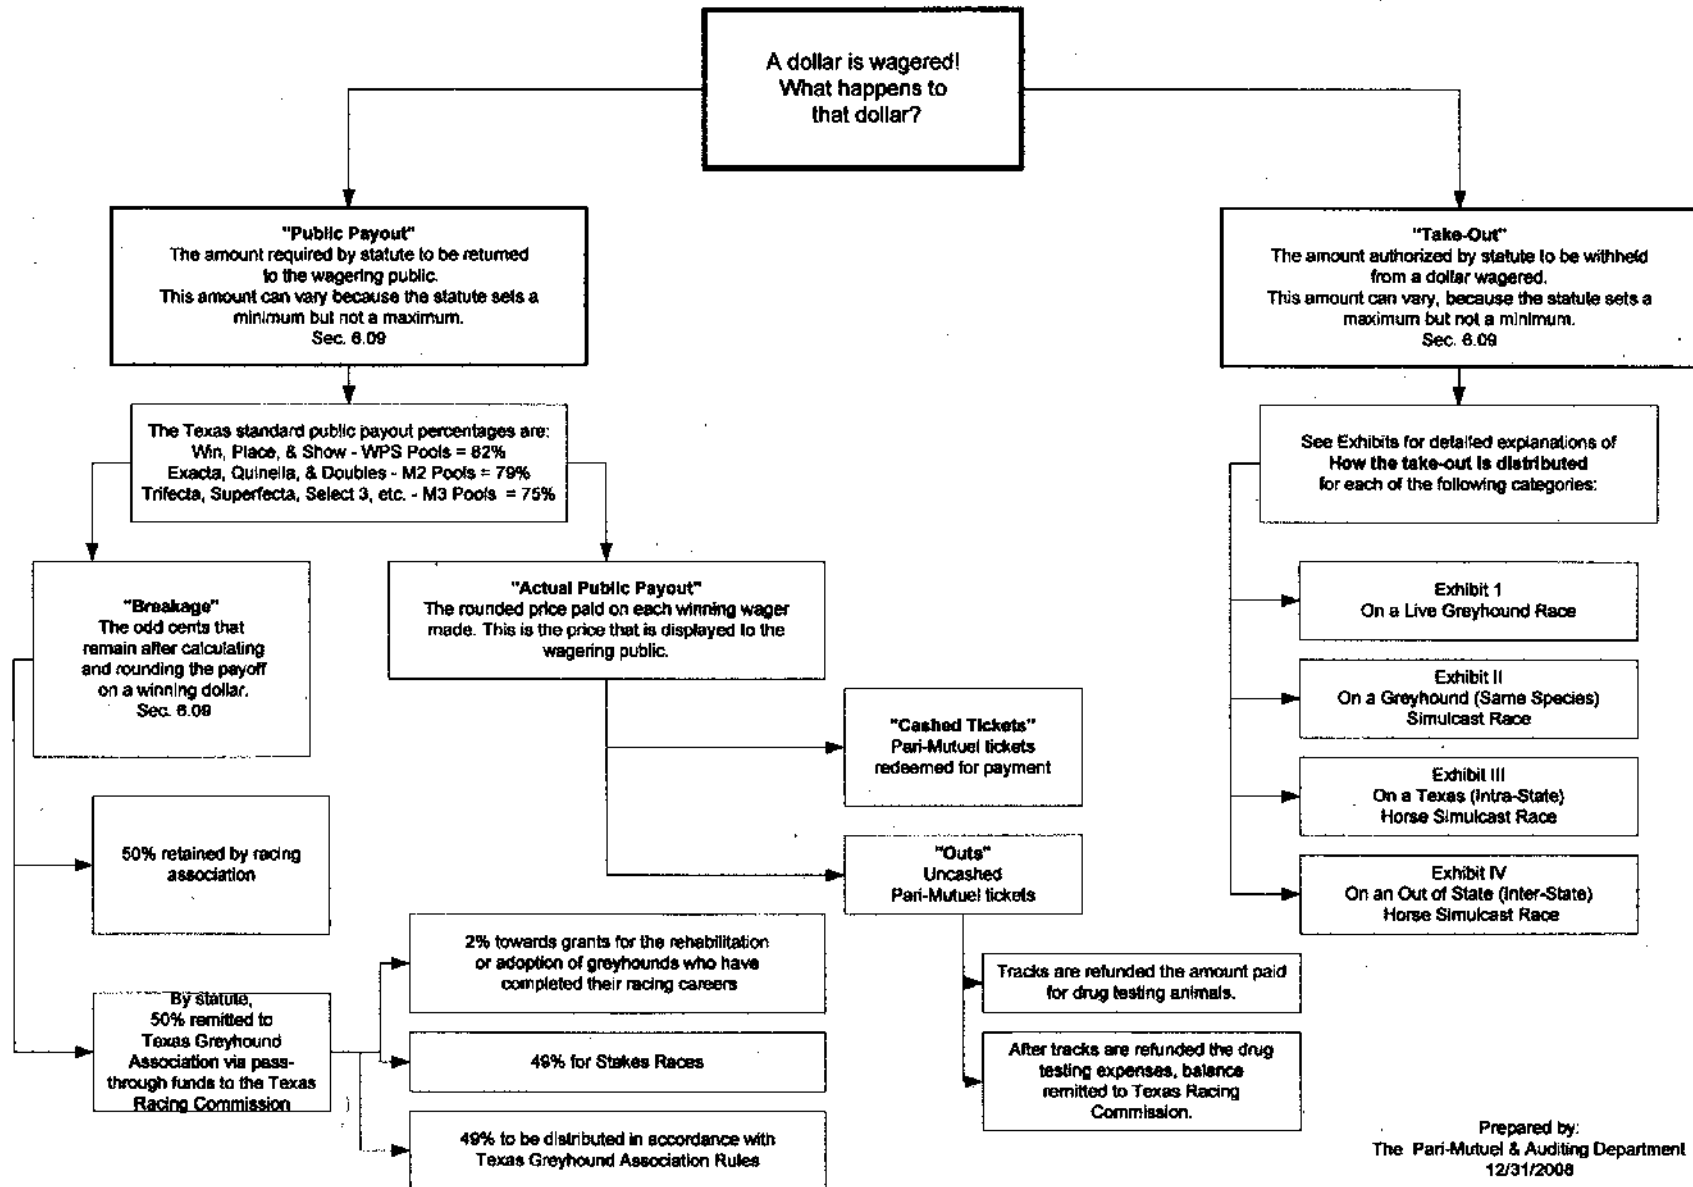 A dollar is wagered!
What happens to
that dollar?
"Public Payout"
The amount required by statute to be returned
to the wagering public.
This amount can vary because the statute sets a
minimum but not a maximum.
Sec. 6.09
"Take-Out"
The amount authorized by statute to be withheld
from a dollar wagered.
This amount can vary, because the statute sets a
maximum but not a minimum.
Sec. 6.09
The Texas standard public payout percentages are:
Win, Place, & Show - WPS Pools = 82%
Exacta, Quinella, & Doubles - M2 Pools = 79%
Trifecta, Superfecta, Select 3, etc. - M3 Pools = 75%
See Exhibits for detailed explanations of
How the take-out is distributed
for each of the following categories:
"Breakage"
The odd cents that
remain after calculating
and rounding the payoff
on a winning dollar.
Sec. 6.09
"Actual Public Payout"
The rounded price paid on each winning wager
made. This is the price that is displayed to the
wagering public.
Exhibit 1
On a Live Greyhound Race
Exhibit II
On a Greyhound (Same Species)
Simulcast Race
"Cashed Tickets"
Pari-Mutuel tickets
redeemed for payment
Exhibit III
On a Texas (Intra-State)
Horse Simulcast Race
50% retained by racing
association
"Outs"
Uncashed
Pari-Mutuel tickets
Exhibit IV
On an Out of State (Inter-State)
Horse Simulcast Race
2% towards grants for the rehabilitation
or adoption of greyhounds who have
completed their racing careers
Tracks are refunded the amount paid
for drug testing animals.
By statute,
50% remitted to
Texas Greyhound
Association via pass-
through funds to the Texas
Racing Commission
49% for Stakes Races
After tracks are refunded the drug
testing expenses, balance
remitted to Texas Racing
Commission.
49% to be distributed in accordance with
Texas Greyhound Association Rules
Prepared by:
The Pari-Mutuel & Auditing Department
12/31/2008